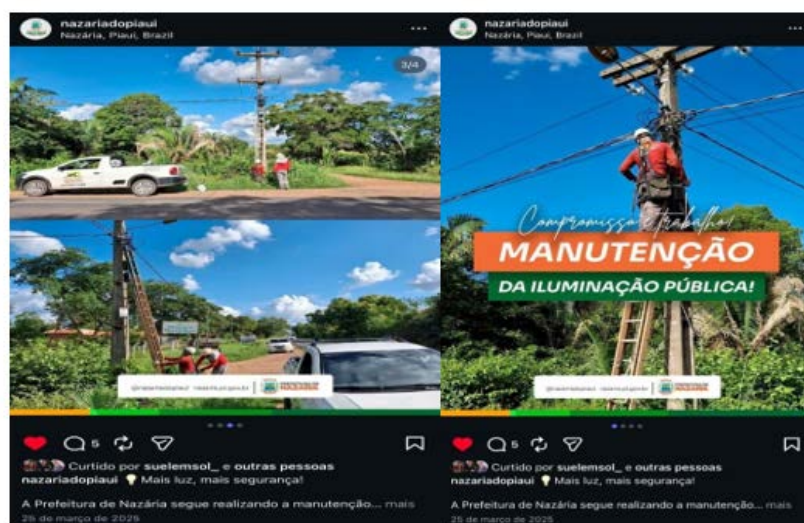 nazariadopiaui
Nazária, Piaui, Brazil
3/4
5
Curtido por suelemsol_ e outras pessoas
nazariadopiaui 💡 Mais luz, mais segurança!
A Prefeitura de Nazária segue realizando a manutenção... mais
25 de março de 2025
nazariadopiaui
Nazária, Piaui, Brazil
Compromisso e trabalho!
MANUTENÇÃO
DA ILUMINAÇÃO PÚBLICA!
5
Curtido por suelemsol_ e outras pessoas
nazariadopiaui 💡 Mais luz, mais segurança!
A Prefeitura de Nazária segue realizando a manutenção... mais
25 de março de 2025